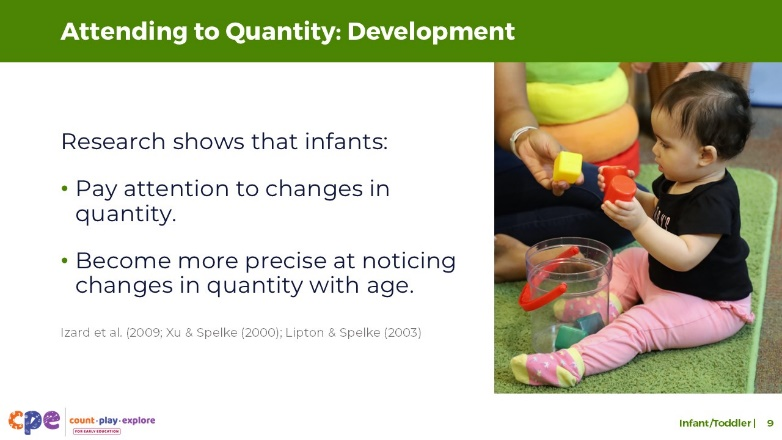 Attending to Quantity: Development
Research shows that infants:
• Pay attention to changes in
quantity.
• Become more precise at noticing
changes in quantity with age.
Izard et al. (2009; Xu & Spelke (2000); Lipton & Spelke (2003)
cpe
count·play·explore
FOR EARLY EDUCATION
Infant/Toddler | 9